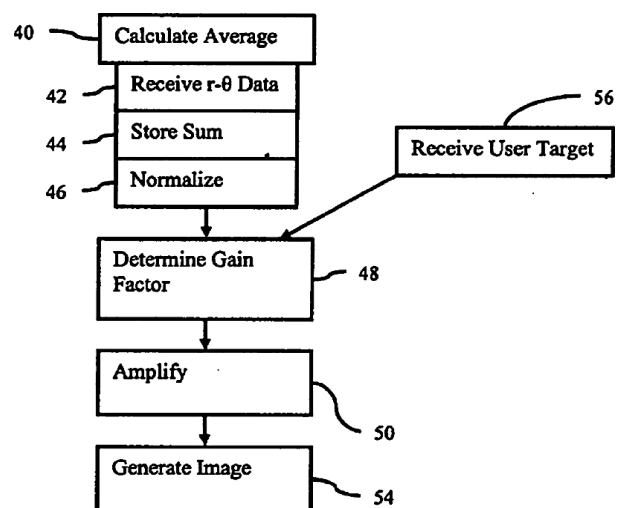 40
Calculate Average
42
Receive r-θ Data
44
Store Sum
46
Normalize
56
Receive User Target
Determine Gain
Factor
48
Amplify
50
Generate Image
54